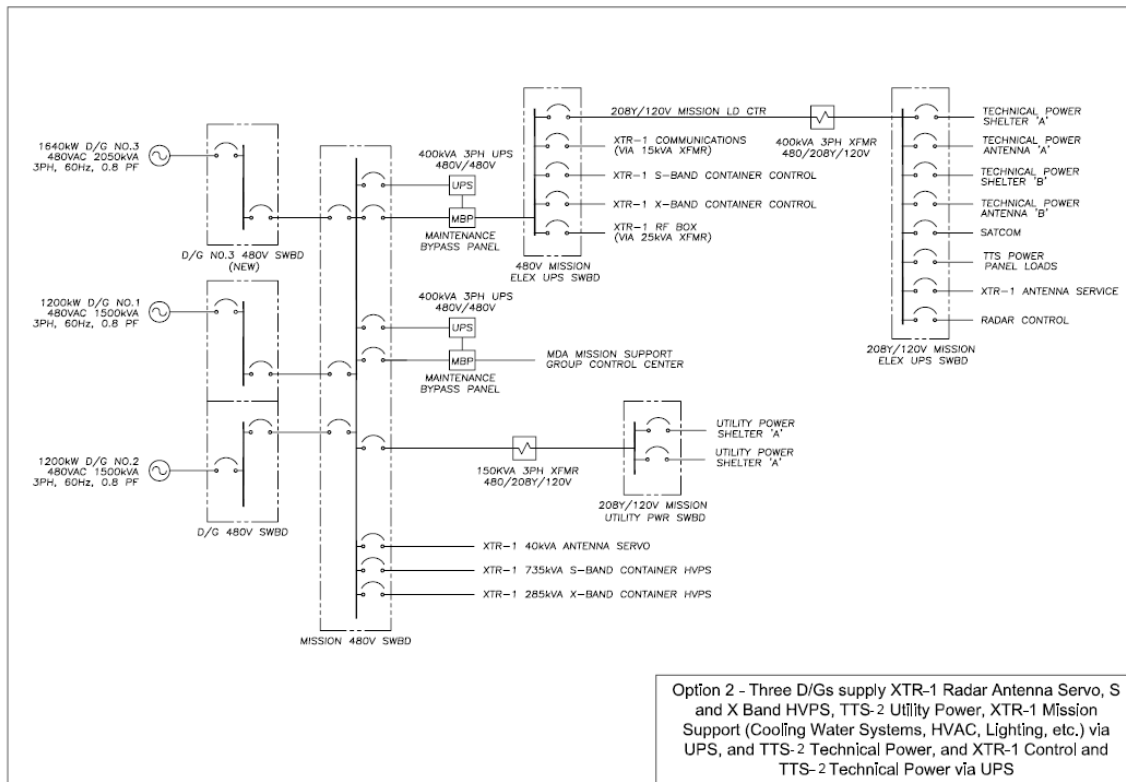 1640kW D/G NO.3
480VAC 2050kVA
3PH, 60Hz, 0.8 PF
D/G NO.3 480V SWBD
(NEW)
1200kW D/G NO.1
480VAC 1500kVA
3PH, 60Hz, 0.8 PF
1200kW D/G NO.2
480VAC 1500kVA
3PH, 60Hz, 0.8 PF
D/G 480V SWBD
MISSION 480V SWBD
400kVA 3PH UPS
480V/480V
UPS
MBP
MAINTENANCE
BYPASS PANEL
480V MISSION
ELEX UPS SWBD
208Y/120V MISSION LD CTR
XTR-1 COMMUNICATIONS
(VIA 15kVA XFMR)
XTR-1 S-BAND CONTAINER CONTROL
XTR-1 X-BAND CONTAINER CONTROL
XTR-1 RF BOX
(VIA 25kVA XFMR)
400kVA 3PH XFMR
480/208Y/120V
TECHNICAL POWER
SHELTER 'A'
TECHNICAL POWER
ANTENNA 'A'
TECHNICAL POWER
SHELTER 'B'
TECHNICAL POWER
ANTENNA 'B'
SATCOM
TTS POWER
PANEL LOADS
XTR-1 ANTENNA SERVICE
RADAR CONTROL
208Y/120V MISSION
ELEX UPS SWBD
400kVA 3PH UPS
480V/480V
UPS
MBP
MAINTENANCE
BYPASS PANEL
MDA MISSION SUPPORT
GROUP CONTROL CENTER
150KVA 3PH XFMR
480/208Y/120V
UTILITY POWER
SHELTER 'A'
UTILITY POWER
SHELTER 'A'
208Y/120V MISSION
UTILITY PWR SWBD
XTR-1 40kVA ANTENNA SERVO
XTR-1 735kVA S-BAND CONTAINER HVPS
XTR-1 285kVA X-BAND CONTAINER HVPS
Option 2 - Three D/Gs supply XTR-1 Radar Antenna Servo, S
and X Band HVPS, TTS-2 Utility Power, XTR-1 Mission
Support (Cooling Water Systems, HVAC, Lighting, etc.) via
UPS, and TTS-2 Technical Power, and XTR-1 Control and
TTS-2 Technical Power via UPS